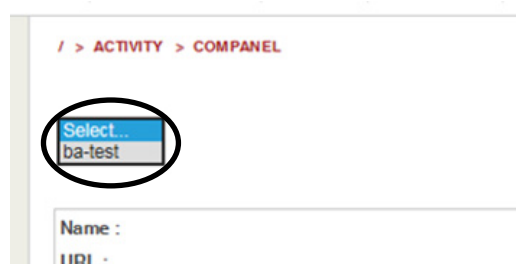 / > ACTIVITY > COMPANEL
Select...
ba-test
Name :
URL :